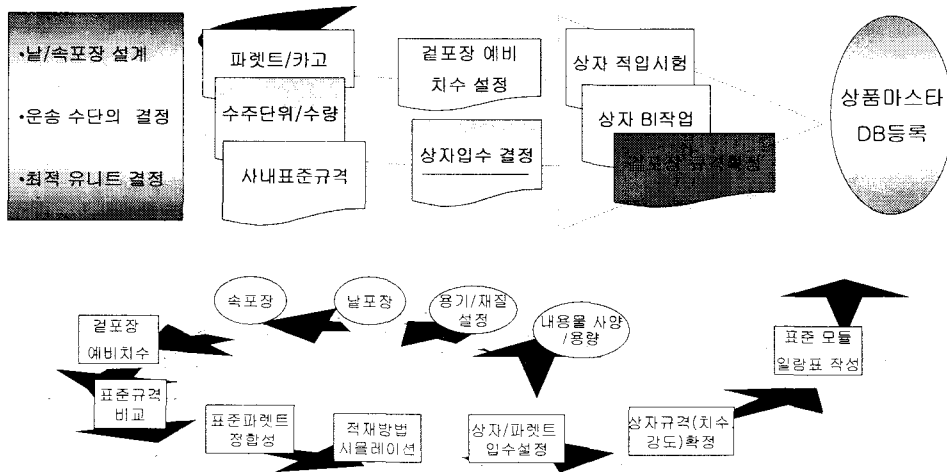 •낱/속포장 설계
•운송 수단의 결정
•최적 유니트 결정
파렛트/카고
수주단위/수량
사내표준규격
겉포장 예비
치수 설정
상자입수 결정
상자 적입시험
상자 BI작업
겉포장 규격확정
상품마스타
DB등록
속포장
낱포장
용기/재질
설정
내용물 사양
/용량
겉포장
예비치수
표준규격
비교
표준파렛트
정합성
적재방법
시뮬레이션
상자/파렛트
입수설정
상자규격(치수,
강도)확정
표준 모듈
일람표 작성